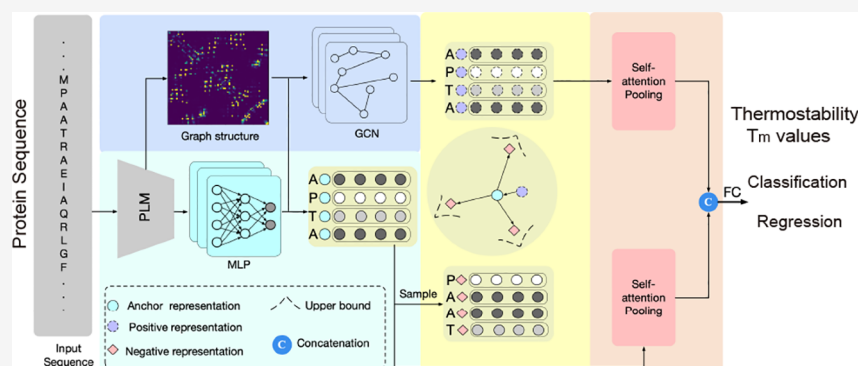 Protein Sequence
.
.
.
M
P
A
A
T
R
A
E
I
A
Q
R
L
G
F
.
.
.
Input
Sequence
PLM
Graph structure
GCN
MLP
A
P
T
A
A
P
T
A
Sample
P
A
A
T
Anchor representation
Positive representation
Negative representation
Upper bound
C
Concatenation
Self-
attention
Pooling
Self-
attention
Pooling
C
FC
Thermostability
Tm values
Classification
Regression